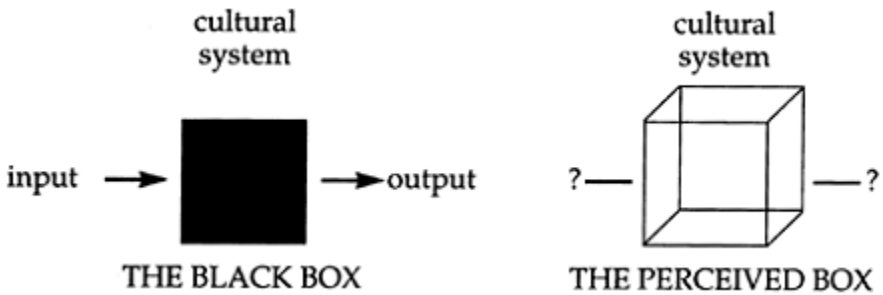 cultural
system
input
output
THE BLACK BOX
cultural
system
?
?
THE PERCEIVED BOX